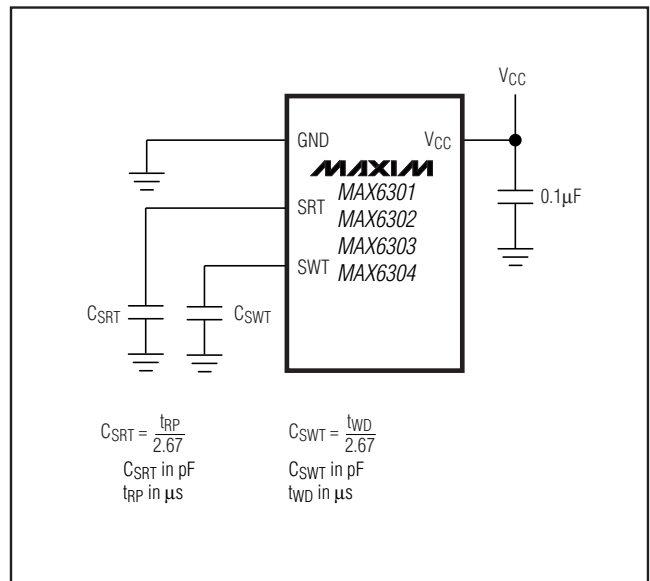 VCC
GND VCC
MAXIM
MAX6301
SRT
MAX6302
0.1μF
MAX6303
SWT MAX6304
CSRT CSWT
CSRT = tRP / 2.67
CSRT in pF
tRP in μs
CSWT = tWD / 2.67
CSWT in pF
tWD in μs